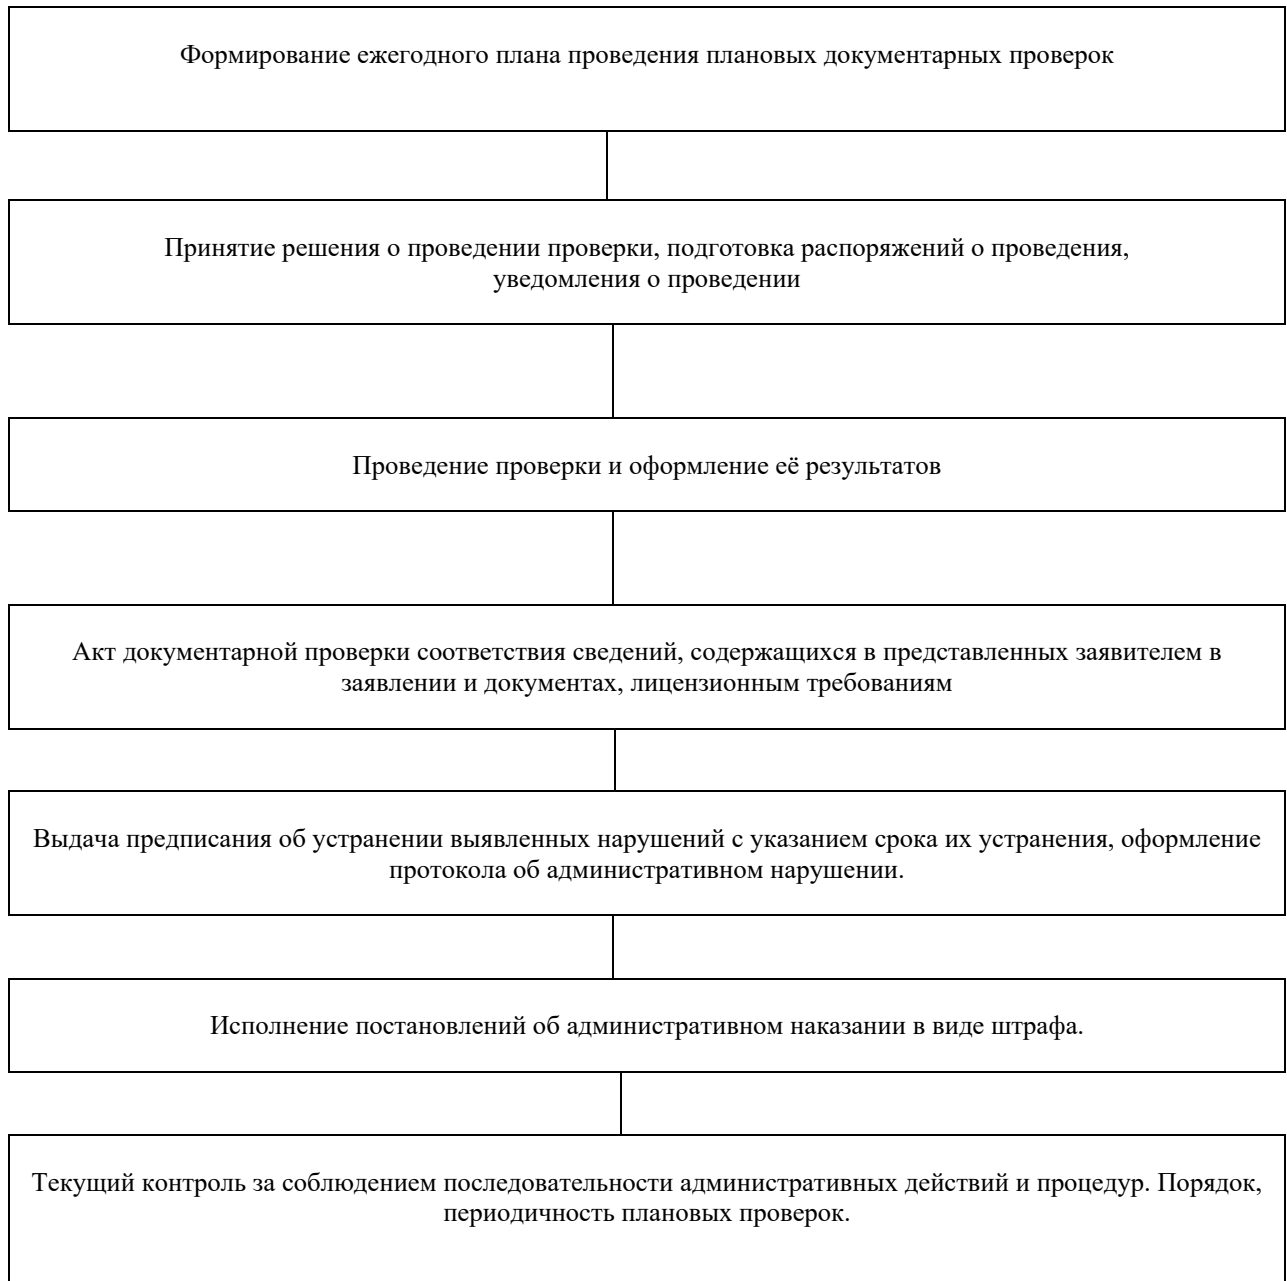 Формирование ежегодного плана проведения плановых документарных проверок
Принятие решения о проведении проверки, подготовка распоряжений о проведения,
уведомления о проведении
Проведение проверки и оформление её результатов
Акт документарной проверки соответствия сведений, содержащихся в представленных заявителем в
заявлении и документах, лицензионным требованиям
Выдача предписания об устранении выявленных нарушений с указанием срока их устранения, оформление
протокола об административном нарушении.
Исполнение постановлений об административном наказании в виде штрафа.
Текущий контроль за соблюдением последовательности административных действий и процедур. Порядок,
периодичность плановых проверок.